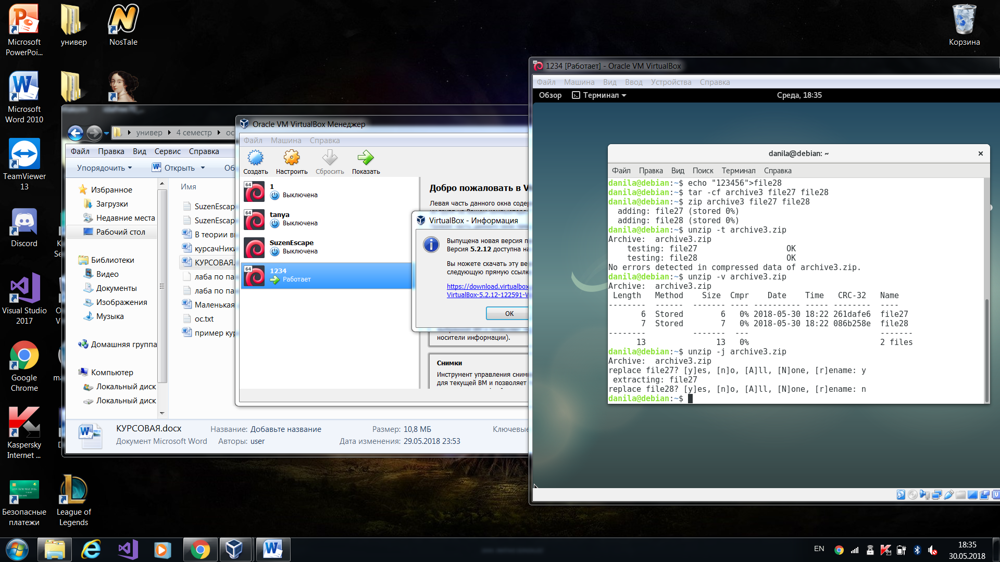 Microsoft
PowerPoi...
универ
NosTale
Корзина
Microsoft
Word 2010
TeamViewer
13
Discord
Visual Studio
2017
Google
Chrome
Kaspersky
Internet ...
Безопасные
платежи
League of
Legends
универ
4 семестр
ос
Файл Правка Вид Сервис Справка
Упорядочить
Открыть
Об
Избранное
Загрузки
Недавние места
Рабочий стол
Библиотеки
Видео
Документы
Изображения
Музыка
Домашняя группа
Компьютер
Локальный диск
Локальный диск
Имя
SuzenEscap
SuzenEscap
В теории в
курсачНики
КУРСОВАЯ.
лаба по па
лаба по па
Маленькая
ос.txt
пример кур
КУРСОВАЯ.docx
Документ Microsoft Word
Название: Добавьте название
Авторы: user
Размер: 10,8 МБ
Дата изменения: 29.05.2018 23:53
Ключевые
Oracle VM VirtualBox Менеджер
Файл Машина Справка
Создать Настроить Сбросить Показать
64
1
Выключена
64
tanya
Выключена
SuzenEscape
Выключена
64
1234
Работает
Добро пожаловать в V
Левая часть данного окна содер
носители информации).
Снимки
Инструмент управления сним
для текущей ВМ и позволяет
VirtualBox - Информация
Выпущена новая версия п
Версия 5.2.12 доступна на
Вы можете скачать эту ве
следующую прямую ссылк
https://download.virtualbox
VirtualBox-5.2.12-122591-W
OK
1234 [Работает] - Oracle VM VirtualBox
Файл Машина Вид Ввод Устройства Справка
Обзор Терминал Среда, 18:35
danila@debian: ~
Файл Правка Вид Поиск Терминал Справка
danila@debian:~$ echo "123456">file28
danila@debian:~$ tar -cf archive3 file27 file28
danila@debian:~$ zip archive3 file27 file28
adding: file27 (stored 0%)
adding: file28 (stored 0%)
danila@debian:~$ unzip -t archive3.zip
Archive: archive3.zip
testing: file27 OK
testing: file28 OK
No errors detected in compressed data of archive3.zip.
danila@debian:~$ unzip -v archive3.zip
Archive: archive3.zip
Length Method Size Cmpr Date Time CRC-32 Name
-------- ------ ------- ---- ---------- ----- -------- ----
6 Stored 6 0% 2018-05-30 18:22 261dafe6 file27
7 Stored 7 0% 2018-05-30 18:22 086b258e file28
-------- ------- --- -------
13 13 0% 2 files
danila@debian:~$ unzip -j archive3.zip
Archive: archive3.zip
replace file27? [y]es, [n]o, [A]ll, [N]one, [r]ename: y
extracting: file27
replace file28? [y]es, [n]o, [A]ll, [N]one, [r]ename: n
danila@debian:~$
EN
18:35
30.05.2018